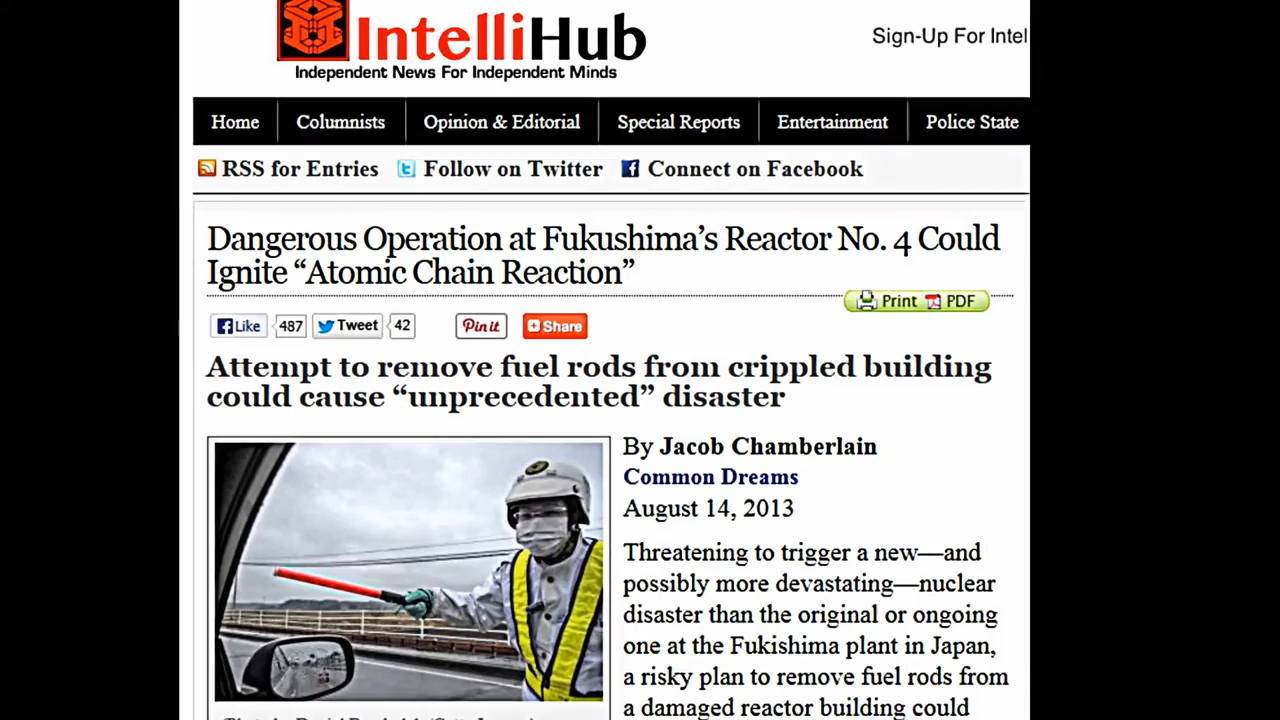 IntelliHub
Sign-Up For Intel
Independent News For Independent Minds
Home Columnists Opinion & Editorial Special Reports Entertainment Police State
RSS for Entries Follow on Twitter Connect on Facebook
Dangerous Operation at Fukushima’s Reactor No. 4 Could
Ignite “Atomic Chain Reaction”
Print PDF
Like 487 Tweet 42 Pin it Share
Attempt to remove fuel rods from crippled building
could cause “unprecedented” disaster
By Jacob Chamberlain
Common Dreams
August 14, 2013
Threatening to trigger a new—and
possibly more devastating—nuclear
disaster than the original or ongoing
one at the Fukishima plant in Japan,
a risky plan to remove fuel rods from
a damaged reactor building could